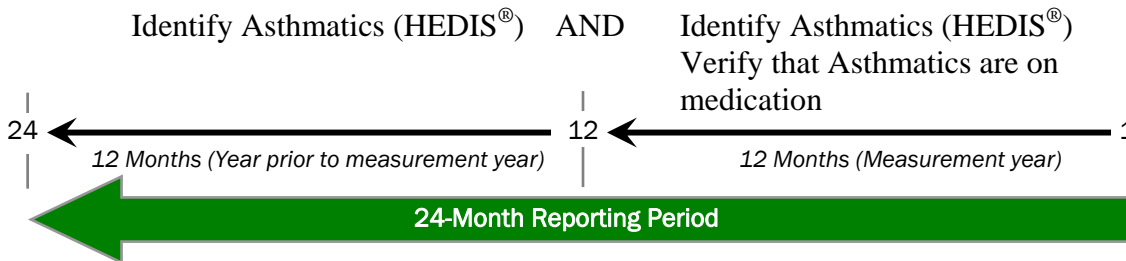 Identify Asthmatics (HEDIS®) AND Identify Asthmatics (HEDIS®)
Verify that Asthmatics are on
medication
24 12
12 Months (Year prior to measurement year) 12 Months (Measurement year)
24-Month Reporting Period